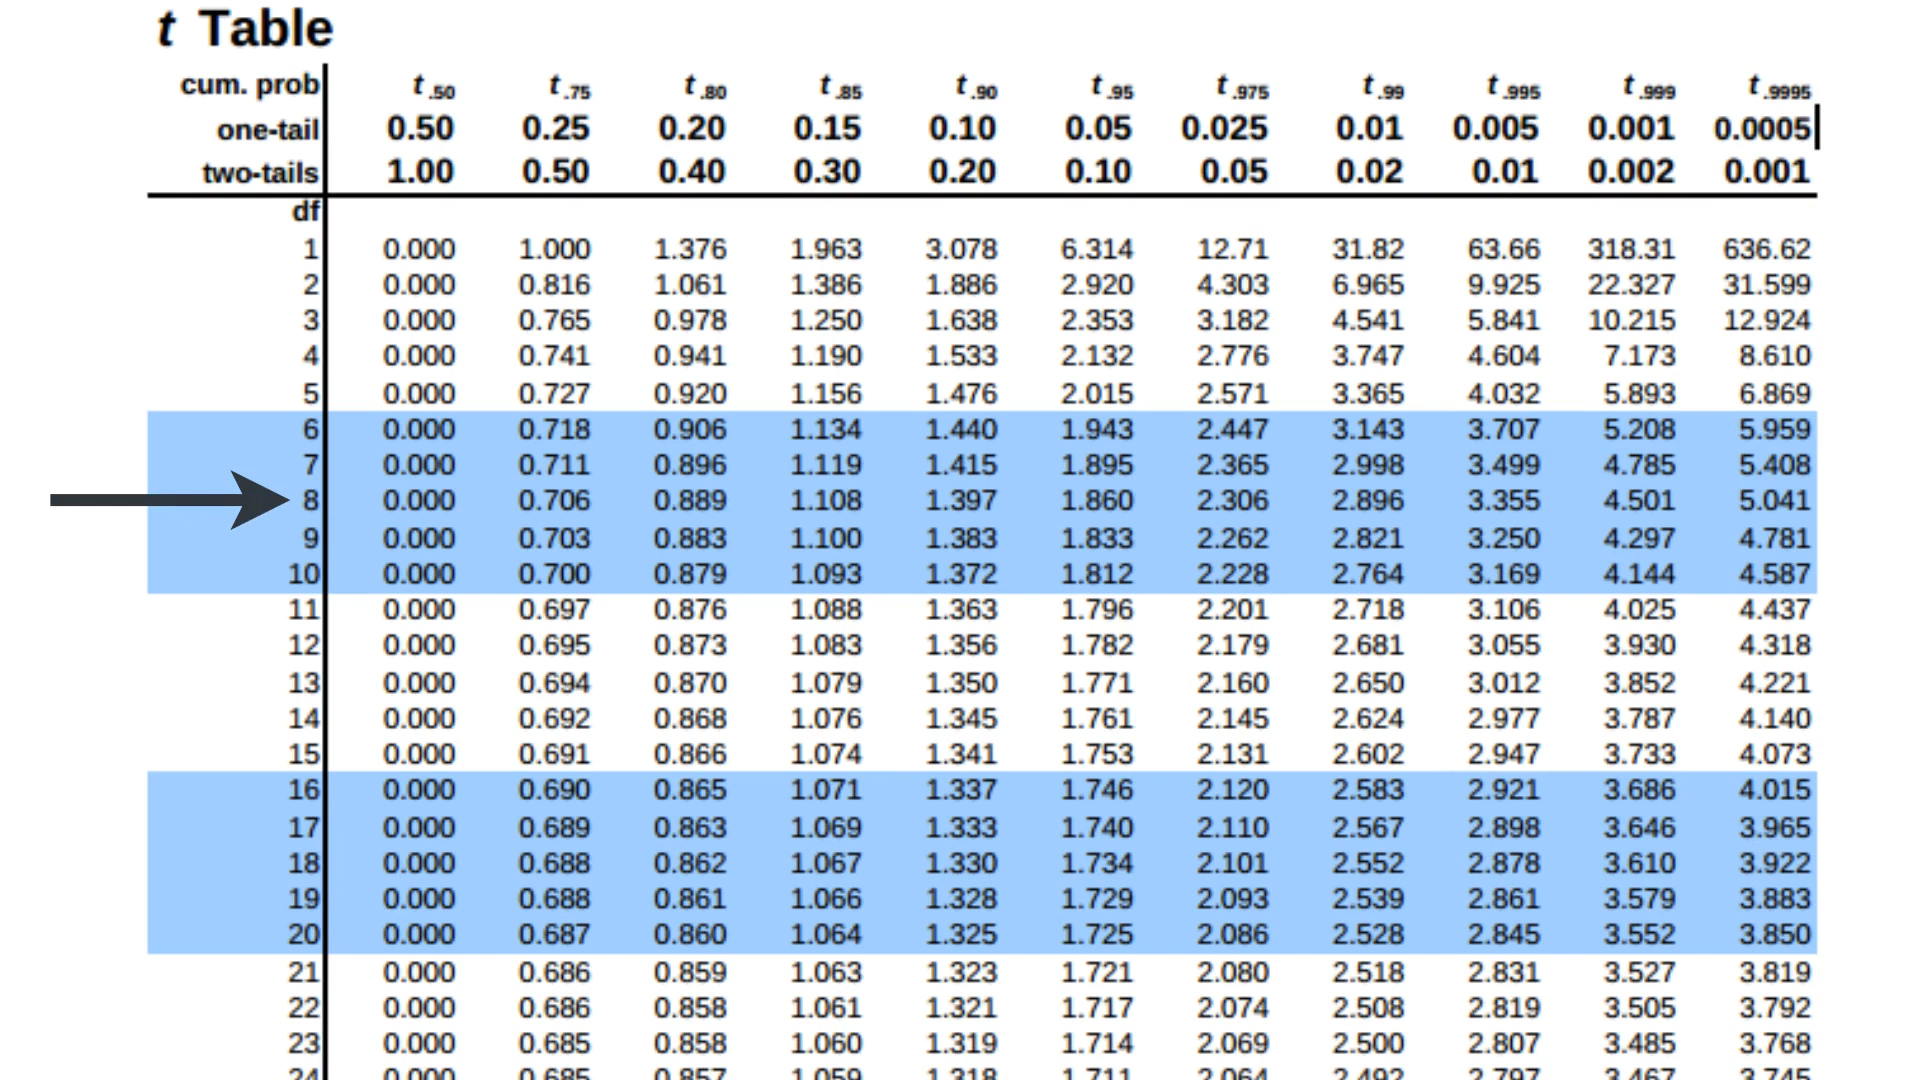 t Table
cum. prob t .50 t .75 t .80 t .85 t .90 t .95 t .975 t .99 t .995 t .999 t .9995
one-tail 0.50 0.25 0.20 0.15 0.10 0.05 0.025 0.01 0.005 0.001 0.0005
two-tails 1.00 0.50 0.40 0.30 0.20 0.10 0.05 0.02 0.01 0.002 0.001
df
1 0.000 1.000 1.376 1.963 3.078 6.314 12.71 31.82 63.66 318.31 636.62
2 0.000 0.816 1.061 1.386 1.886 2.920 4.303 6.965 9.925 22.327 31.599
3 0.000 0.765 0.978 1.250 1.638 2.353 3.182 4.541 5.841 10.215 12.924
4 0.000 0.741 0.941 1.190 1.533 2.132 2.776 3.747 4.604 7.173 8.610
5 0.000 0.727 0.920 1.156 1.476 2.015 2.571 3.365 4.032 5.893 6.869
6 0.000 0.718 0.906 1.134 1.440 1.943 2.447 3.143 3.707 5.208 5.959
7 0.000 0.711 0.896 1.119 1.415 1.895 2.365 2.998 3.499 4.785 5.408
8 0.000 0.706 0.889 1.108 1.397 1.860 2.306 2.896 3.355 4.501 5.041
9 0.000 0.703 0.883 1.100 1.383 1.833 2.262 2.821 3.250 4.297 4.781
10 0.000 0.700 0.879 1.093 1.372 1.812 2.228 2.764 3.169 4.144 4.587
11 0.000 0.697 0.876 1.088 1.363 1.796 2.201 2.718 3.106 4.025 4.437
12 0.000 0.695 0.873 1.083 1.356 1.782 2.179 2.681 3.055 3.930 4.318
13 0.000 0.694 0.870 1.079 1.350 1.771 2.160 2.650 3.012 3.852 4.221
14 0.000 0.692 0.868 1.076 1.345 1.761 2.145 2.624 2.977 3.787 4.140
15 0.000 0.691 0.866 1.074 1.341 1.753 2.131 2.602 2.947 3.733 4.073
16 0.000 0.690 0.865 1.071 1.337 1.746 2.120 2.583 2.921 3.686 4.015
17 0.000 0.689 0.863 1.069 1.333 1.740 2.110 2.567 2.898 3.646 3.965
18 0.000 0.688 0.862 1.067 1.330 1.734 2.101 2.552 2.878 3.610 3.922
19 0.000 0.688 0.861 1.066 1.328 1.729 2.093 2.539 2.861 3.579 3.883
20 0.000 0.687 0.860 1.064 1.325 1.725 2.086 2.528 2.845 3.552 3.850
21 0.000 0.686 0.859 1.063 1.323 1.721 2.080 2.518 2.831 3.527 3.819
22 0.000 0.686 0.858 1.061 1.321 1.717 2.074 2.508 2.819 3.505 3.792
23 0.000 0.685 0.858 1.060 1.319 1.714 2.069 2.500 2.807 3.485 3.768
24 0.000 0.685 0.857 1.059 1.318 1.711 2.064 2.492 2.797 3.467 3.745